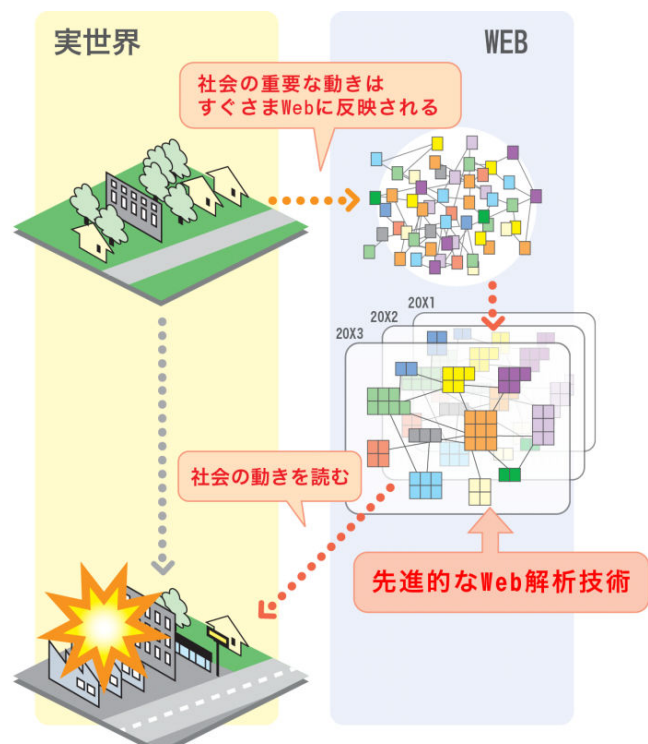 実世界
WEB
社会の重要な動きは
すぐさまWebに反映される
20X1
20X2
20X3
社会の動きを読む
先進的なWeb解析技術